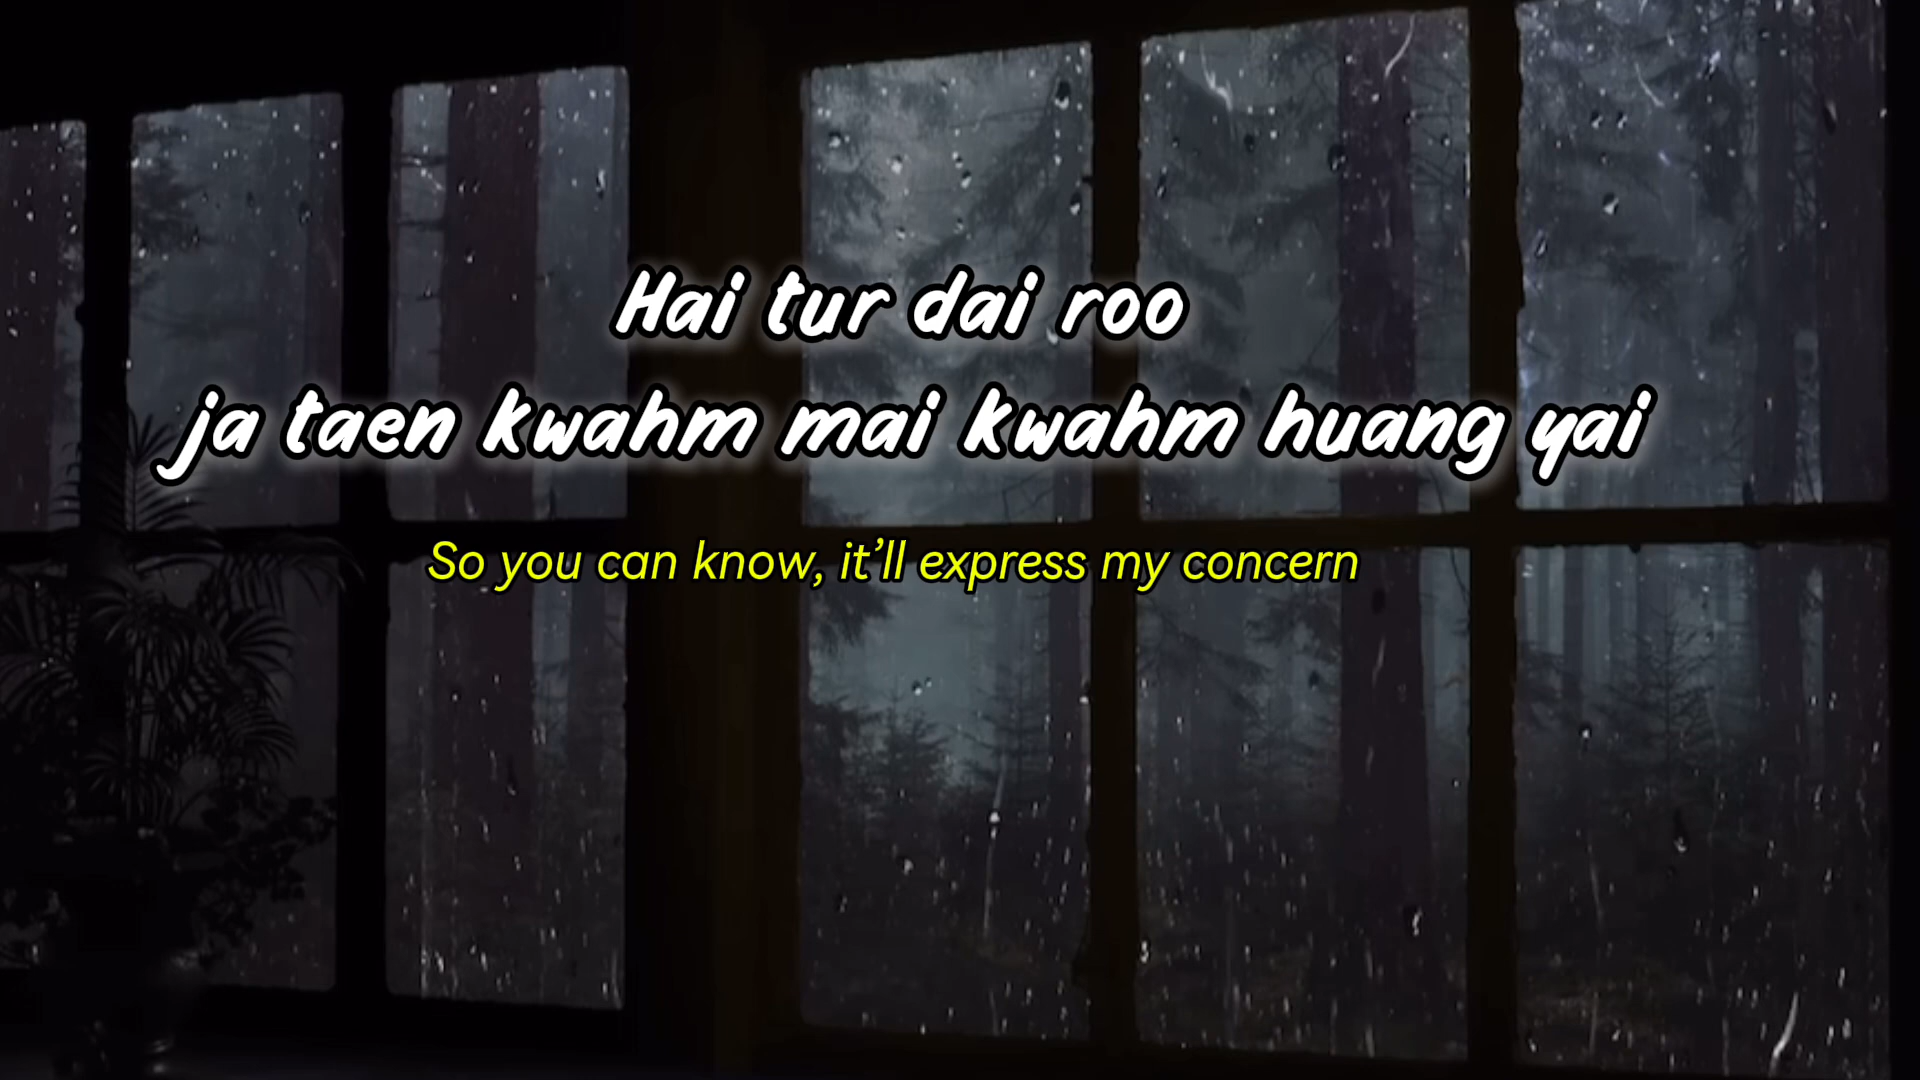 Hai tur dai roo
ja taen kwahm mai kwahm huang yai
So you can know, it’ll express my concern